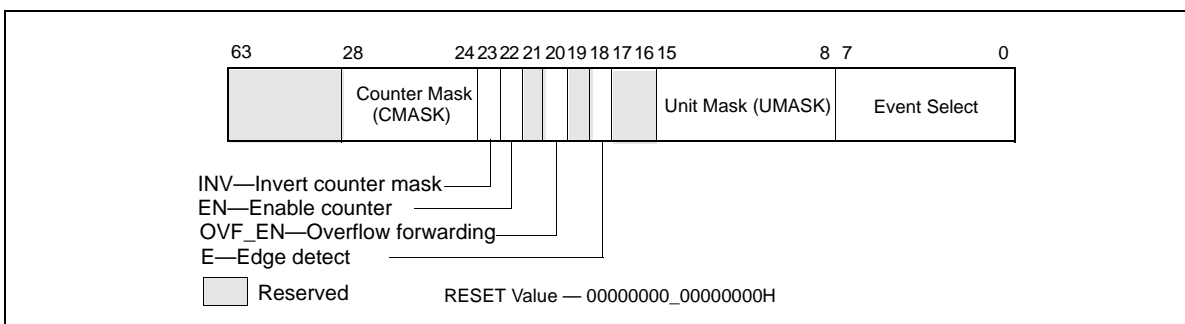 63 28 24 23 22 21 20 19 18 17 16 15 8 7 0
Counter Mask
(CMASK)
Unit Mask (UMASK)
Event Select
INV—Invert counter mask
EN—Enable counter
OVF_EN—Overflow forwarding
E—Edge detect
Reserved
RESET Value — 00000000_00000000H